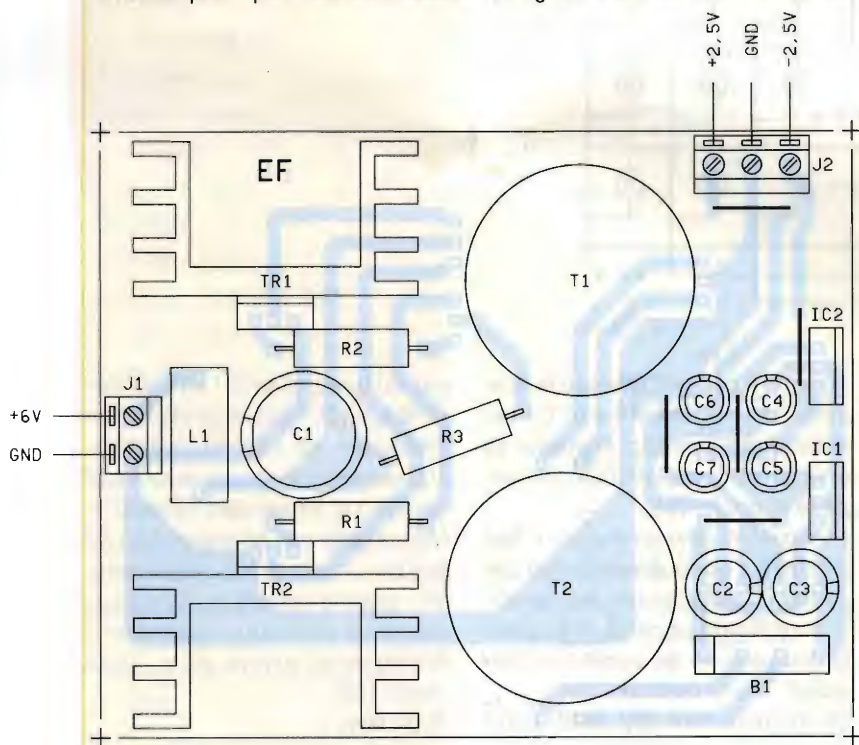 +2,5V
GND
-2,5V
J2
EF
TR1
T1
IC2
R2
J1
+6V
L1
C1
R3
C6
C4
GND
C7
C5
IC1
R1
TR2
T2
C2
C3
B1